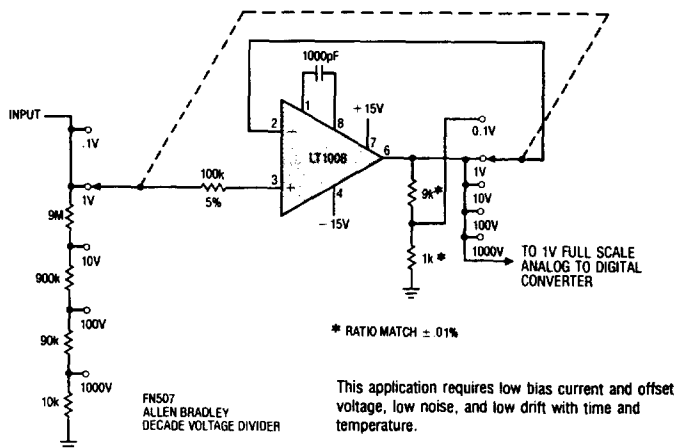 1000pF
INPUT
2
1
8
+15V
7
0.1V
.1V
LT1008
6
100k
3
4
1V
1V
5%
9k*
-15V
10V
9M
100V
10V
1k*
1000V
TO 1V FULL SCALE
ANALOG TO DIGITAL
CONVERTER
900k
100V
* RATIO MATCH ± .01%
90k
1000V
10k
FN507
ALLEN BRADLEY
DECADE VOLTAGE DIVIDER
This application requires low bias current and offset
voltage, low noise, and low drift with time and
temperature.